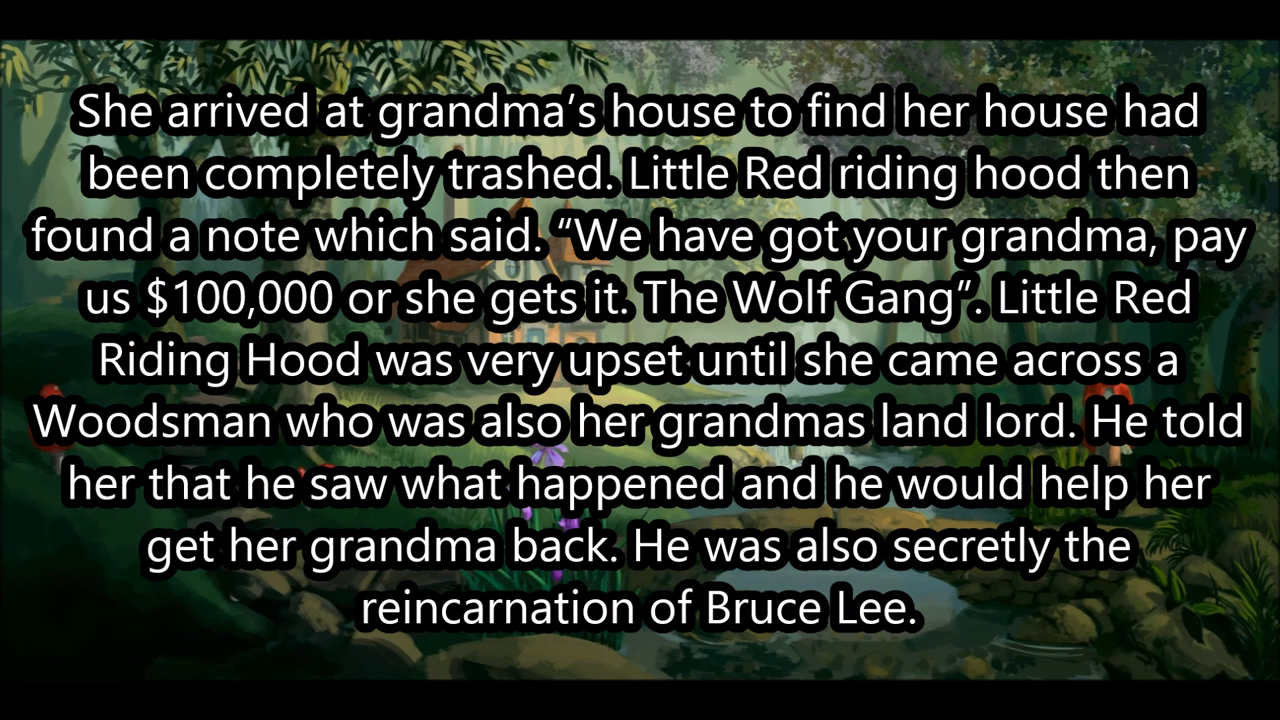 She arrived at grandma’s house to find her house had
been completely trashed. Little Red riding hood then
found a note which said. “We have got your grandma, pay
us $100,000 or she gets it. The Wolf Gang”. Little Red
Riding Hood was very upset until she came across a
Woodsman who was also her grandmas land lord. He told
her that he saw what happened and he would help her
get her grandma back. He was also secretly the
reincarnation of Bruce Lee.